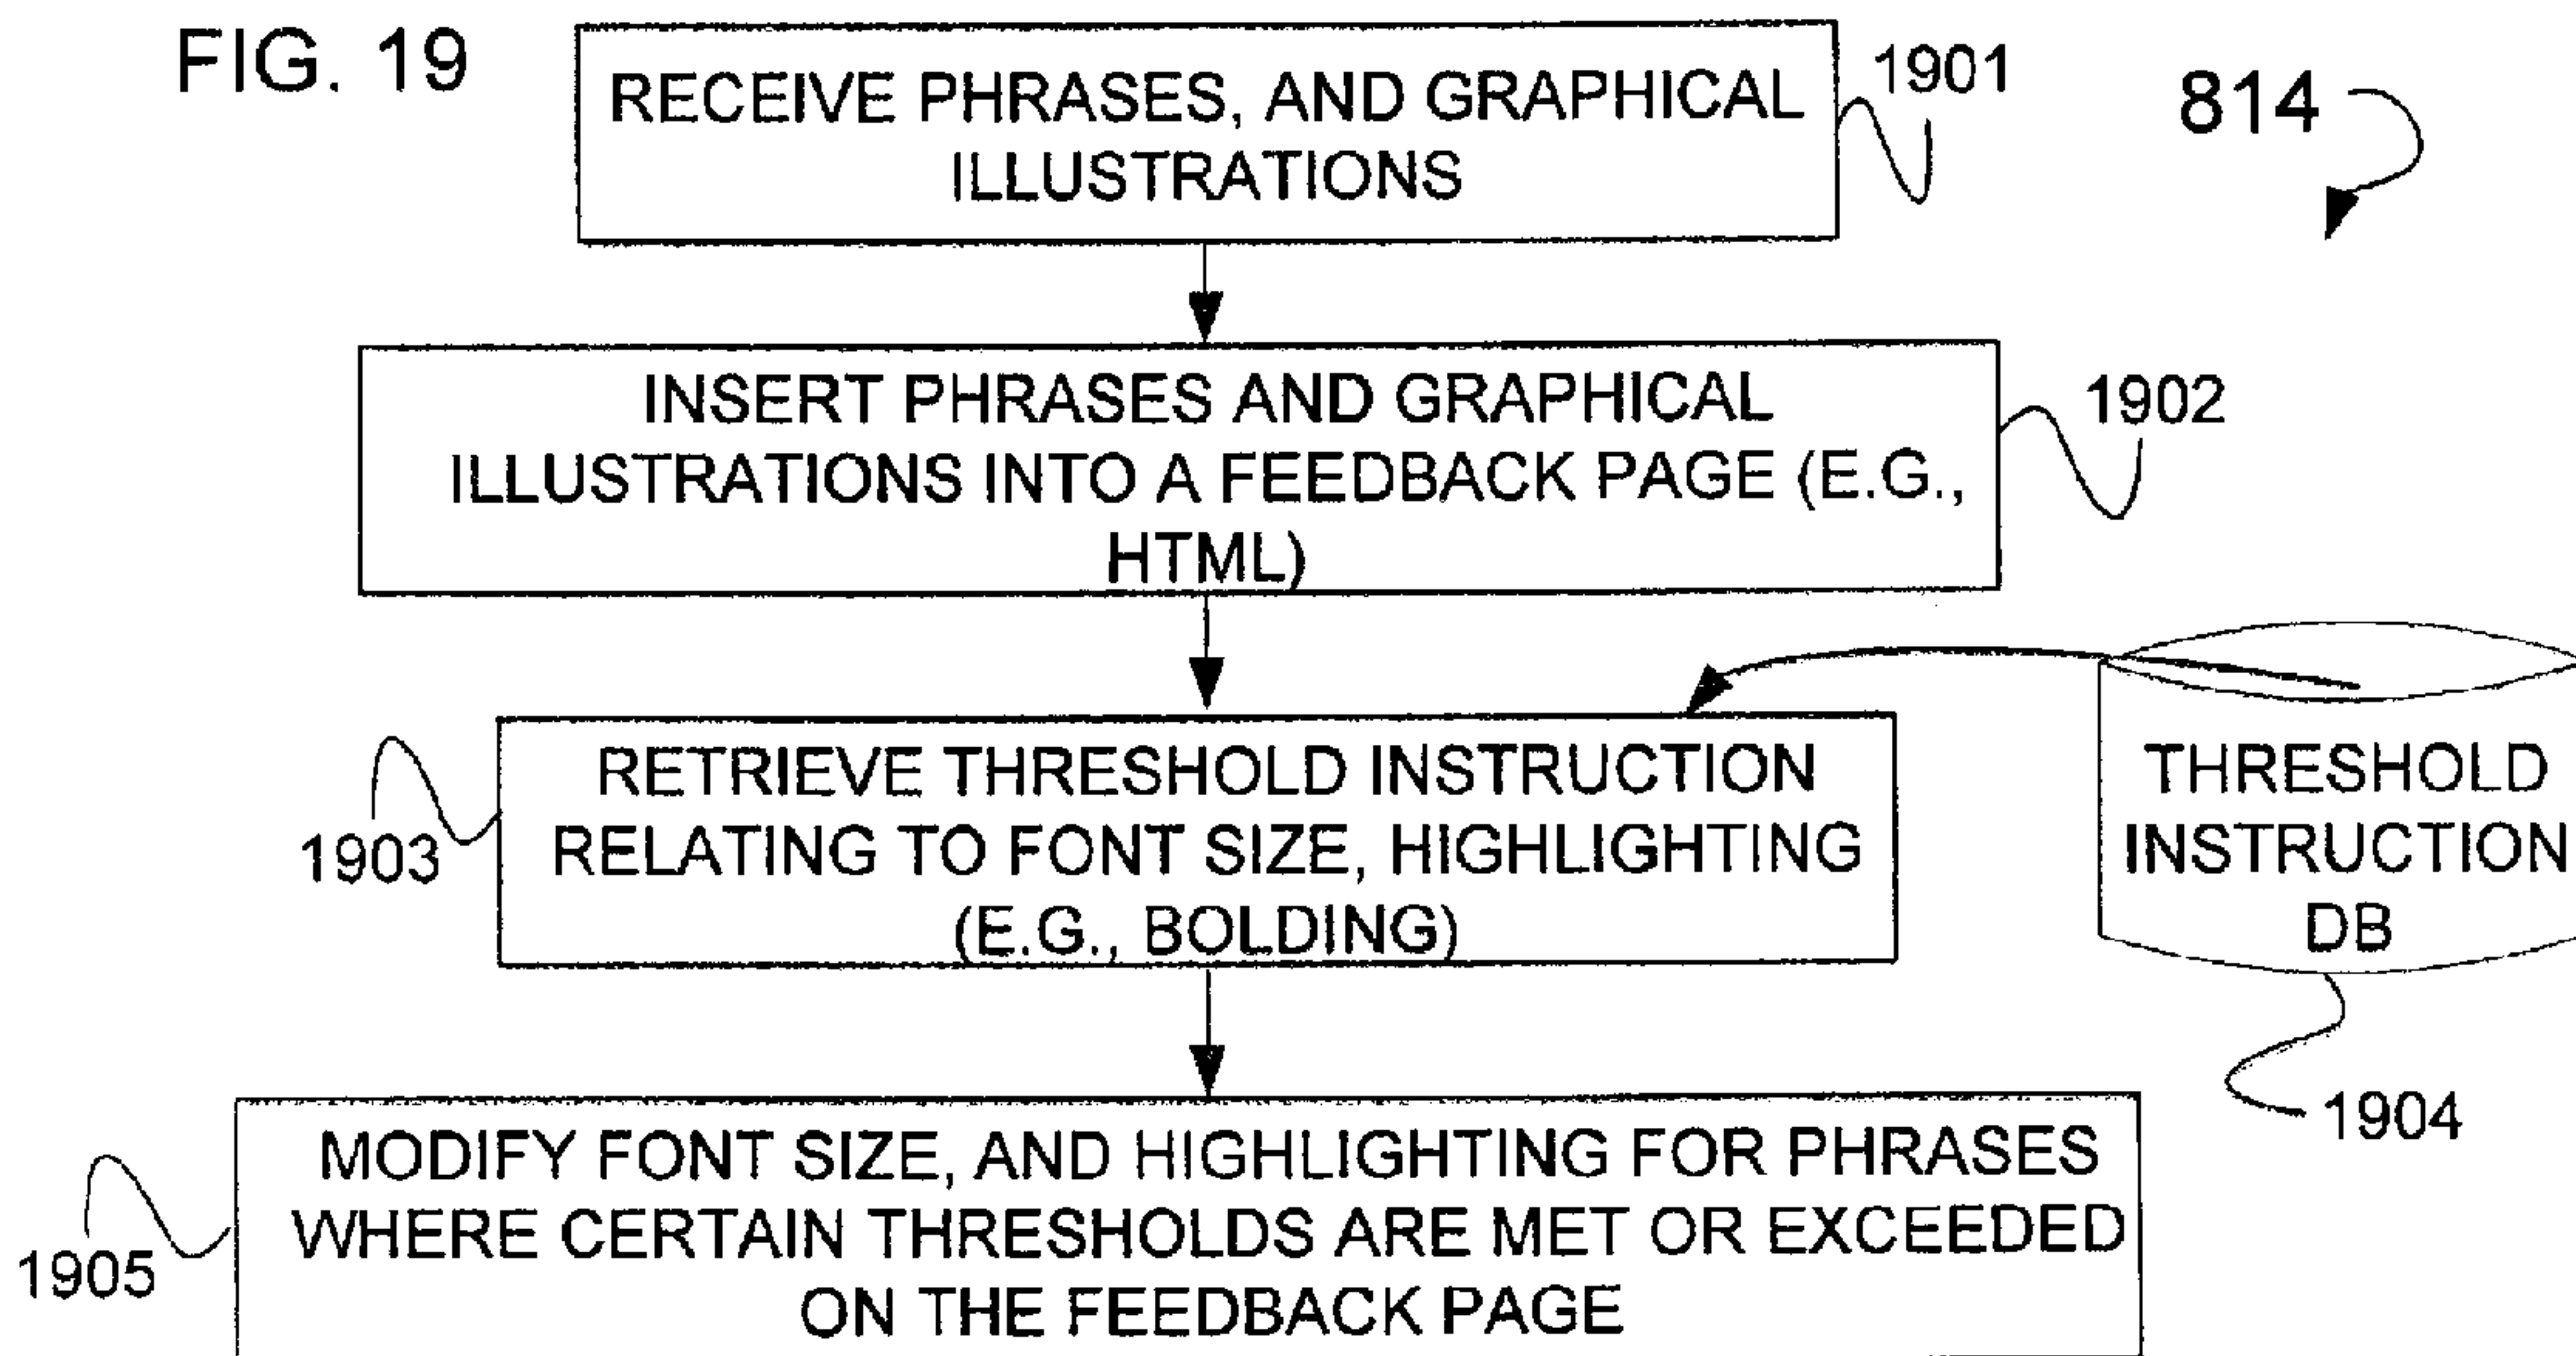 FIG. 19
RECEIVE PHRASES, AND GRAPHICAL
ILLUSTRATIONS
1901
814
INSERT PHRASES AND GRAPHICAL
ILLUSTRATIONS INTO A FEEDBACK PAGE (E.G.,
HTML)
1902
RETRIEVE THRESHOLD INSTRUCTION
RELATING TO FONT SIZE, HIGHLIGHTING
(E.G., BOLDING)
1903
THRESHOLD
INSTRUCTION
DB
1904
MODIFY FONT SIZE, AND HIGHLIGHTING FOR PHRASES
WHERE CERTAIN THRESHOLDS ARE MET OR EXCEEDED
ON THE FEEDBACK PAGE
1905